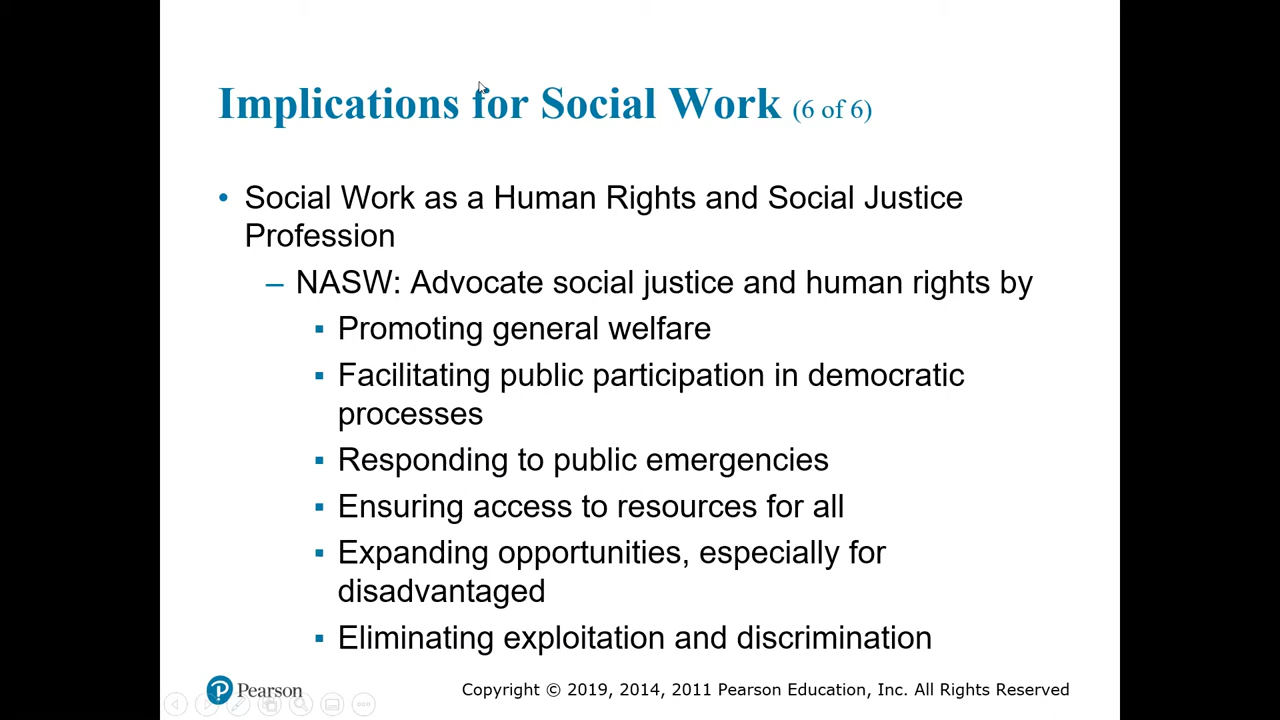 Implications for Social Work (6 of 6)
• Social Work as a Human Rights and Social Justice
Profession
– NASW: Advocate social justice and human rights by
▪ Promoting general welfare
▪ Facilitating public participation in democratic
processes
▪ Responding to public emergencies
▪ Ensuring access to resources for all
▪ Expanding opportunities, especially for
disadvantaged
▪ Eliminating exploitation and discrimination
P Pearson
Copyright © 2019, 2014, 2011 Pearson Education, Inc. All Rights Reserved